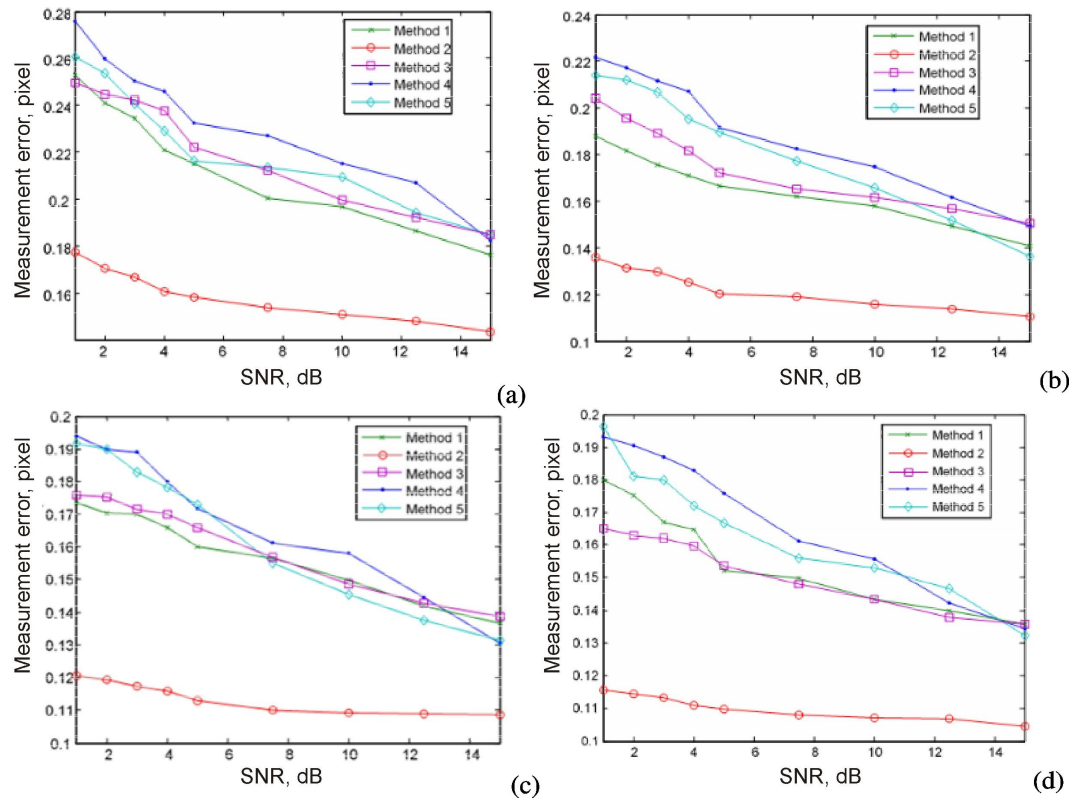 0.28
0.26
0.24
0.22
0.2
0.18
0.16
Measurement error, pixel
Method 1
Method 2
Method 3
Method 4
Method 5
2 4 6 8 10 12 14
SNR, dB
(a)
0.24
0.22
0.2
0.18
0.16
0.14
0.12
0.1
Measurement error, pixel
Method 1
Method 2
Method 3
Method 4
Method 5
2 4 6 8 10 12 14
SNR, dB
(b)
0.2
0.19
0.18
0.17
0.16
0.15
0.14
0.13
0.12
0.11
0.1
Measurement error, pixel
Method 1
Method 2
Method 3
Method 4
Method 5
2 4 6 8 10 12 14
SNR, dB
(c)
0.2
0.19
0.18
0.17
0.16
0.15
0.14
0.13
0.12
0.11
0.1
Measurement error, pixel
Method 1
Method 2
Method 3
Method 4
Method 5
2 4 6 8 10 12 14
SNR, dB
(d)